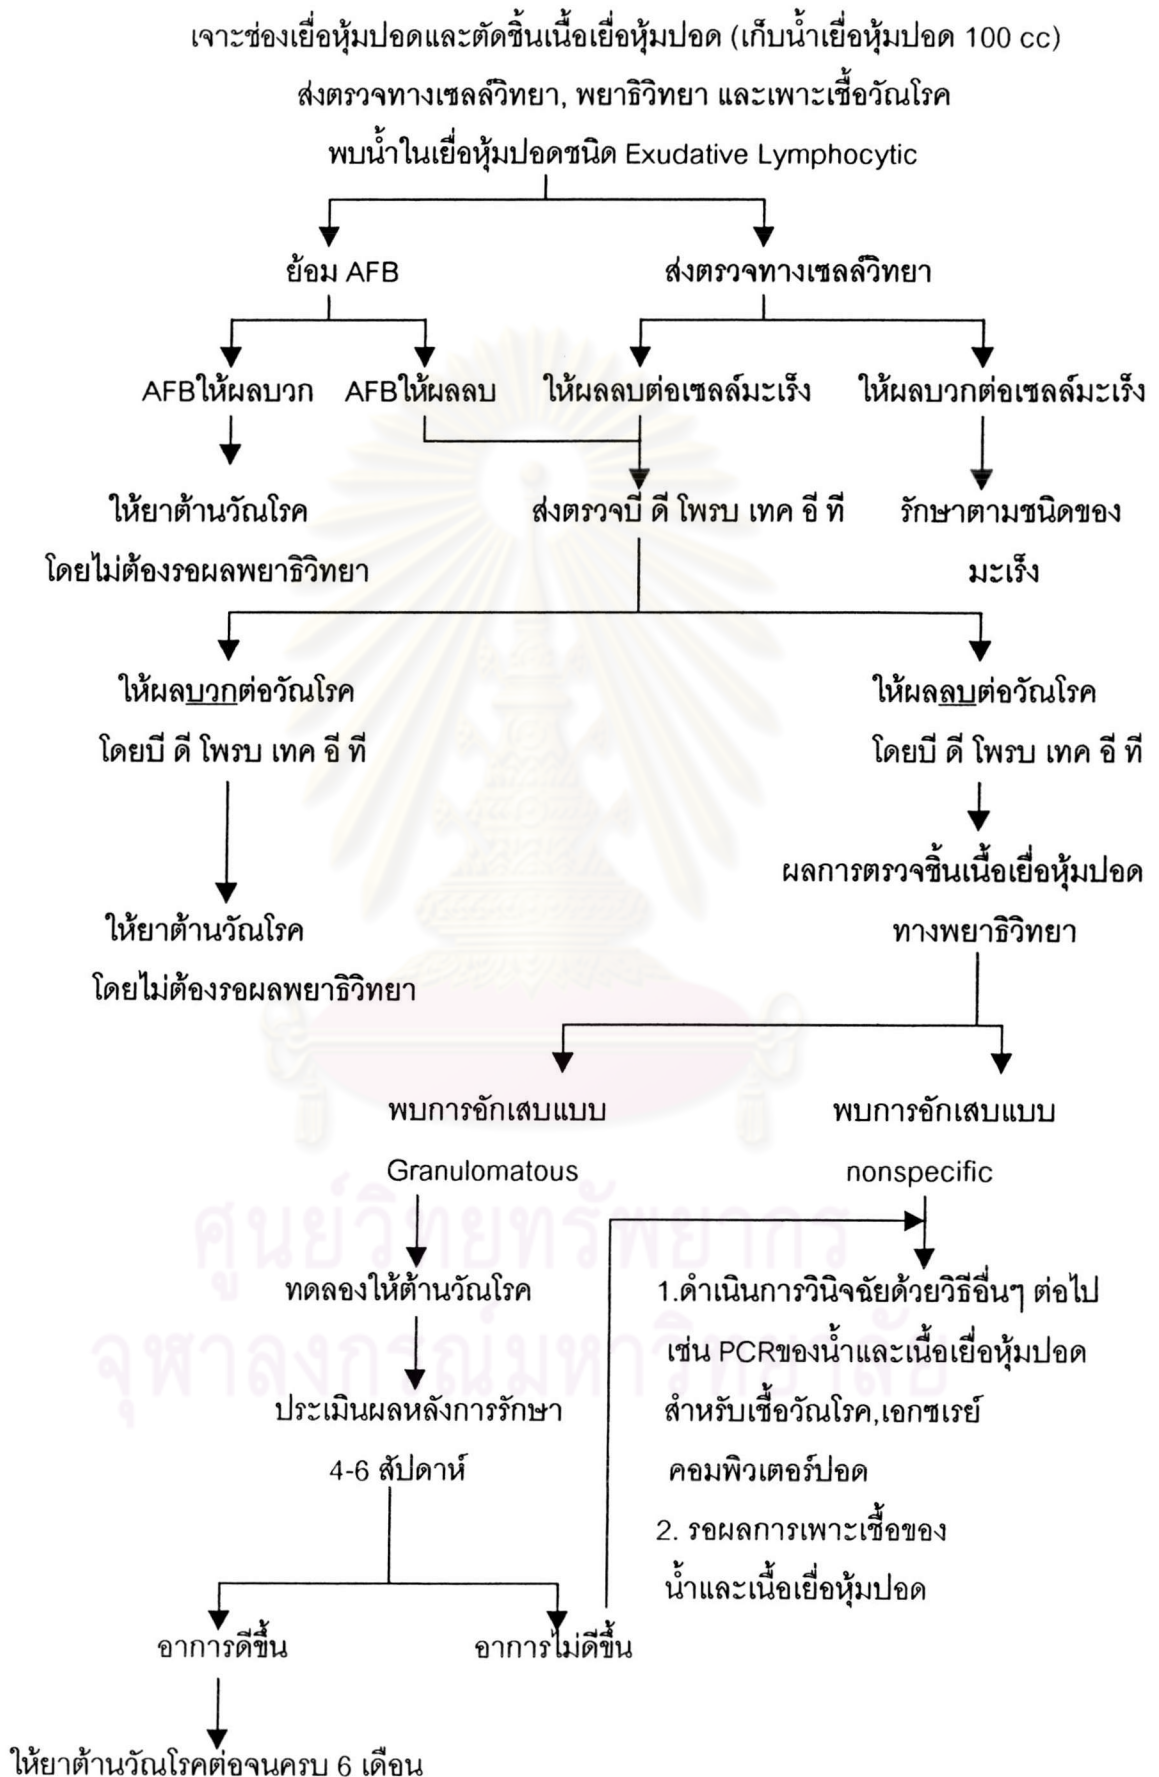 เจาะช่องเยื่อหุ้มปอดและตัดชิ้นเนื้อเยื่อหุ้มปอด (เก็บน้ำเยื่อหุ้มปอด 100 cc)
ส่งตรวจทางเซลล์วิทยา, พยาธิวิทยา และเพาะเชื้อวัณโรค
พบน้ำในเยื่อหุ้มปอดชนิด Exudative Lymphocytic
ย้อม AFB
ส่งตรวจทางเซลล์วิทยา
AFBให้ผลบวก
AFBให้ผลลบ
ให้ผลลบต่อเซลล์มะเร็ง
ให้ผลบวกต่อเซลล์มะเร็ง
ให้ยาต้านวัณโรค
โดยไม่ต้องรอผลพยาธิวิทยา
ส่งตรวจบี ดี โพรบ เทค อี ที
รักษาตามชนิดของ
มะเร็ง
ให้ผลบวกต่อวัณโรค
โดยบี ดี โพรบ เทค อี ที
ให้ผลลบต่อวัณโรค
โดยบี ดี โพรบ เทค อี ที
ให้ยาต้านวัณโรค
โดยไม่ต้องรอผลพยาธิวิทยา
ผลการตรวจชิ้นเนื้อเยื่อหุ้มปอด
ทางพยาธิวิทยา
พบการอักเสบแบบ
Granulomatous
พบการอักเสบแบบ
nonspecific
ทดลองให้ต้านวัณโรค
ประเมินผลหลังการรักษา
4-6 สัปดาห์
1.ดำเนินการวินิจฉัยด้วยวิธีอื่นๆ ต่อไป
เช่น PCRของน้ำและเนื้อเยื่อหุ้มปอด
สำหรับเชื้อวัณโรค,เอกซเรย์
คอมพิวเตอร์ปอด
2. รอผลการเพาะเชื้อของ
น้ำและเนื้อเยื่อหุ้มปอด
อาการดีขึ้น
อาการไม่ดีขึ้น
ให้ยาต้านวัณโรคต่อจนครบ 6 เดือน
ศูนย์วิทยทรัพยากร
จุฬาลงกรณ์มหาวิทยาลัย